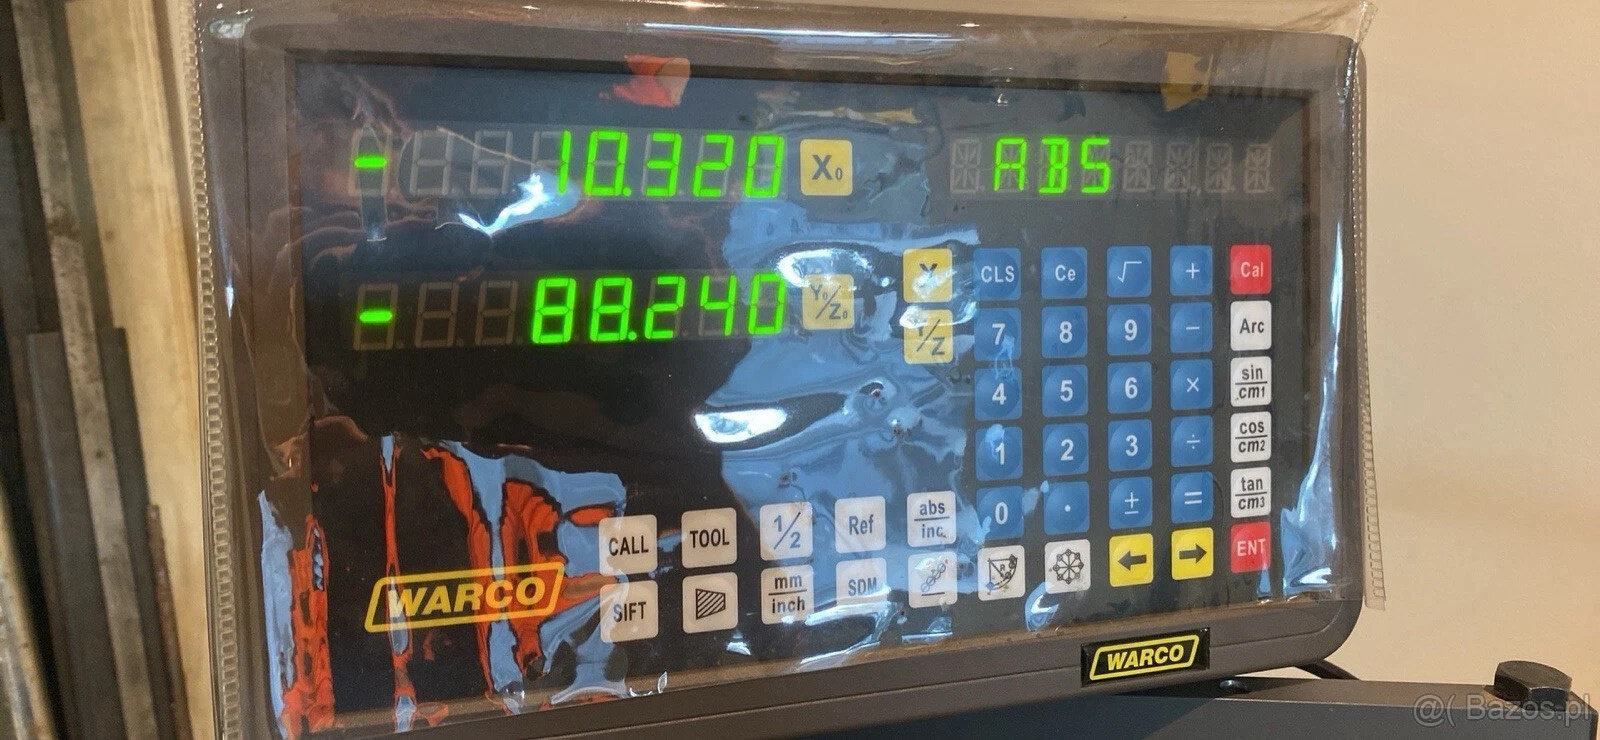 - 10.320 X₀ ABS
- 88.240 Y₀/Z₀
X CLS Ce √ + Cal
Y/Z 7 8 9 − Arc
4 5 6 × sin cm1
1 2 3 ÷ cos cm2
0 . ± = tan cm3
CALL TOOL 1/2 Ref abs inc ← → ENT
SIFT mm inch SDM
WARCO
WARCO
@( Bazos.pl